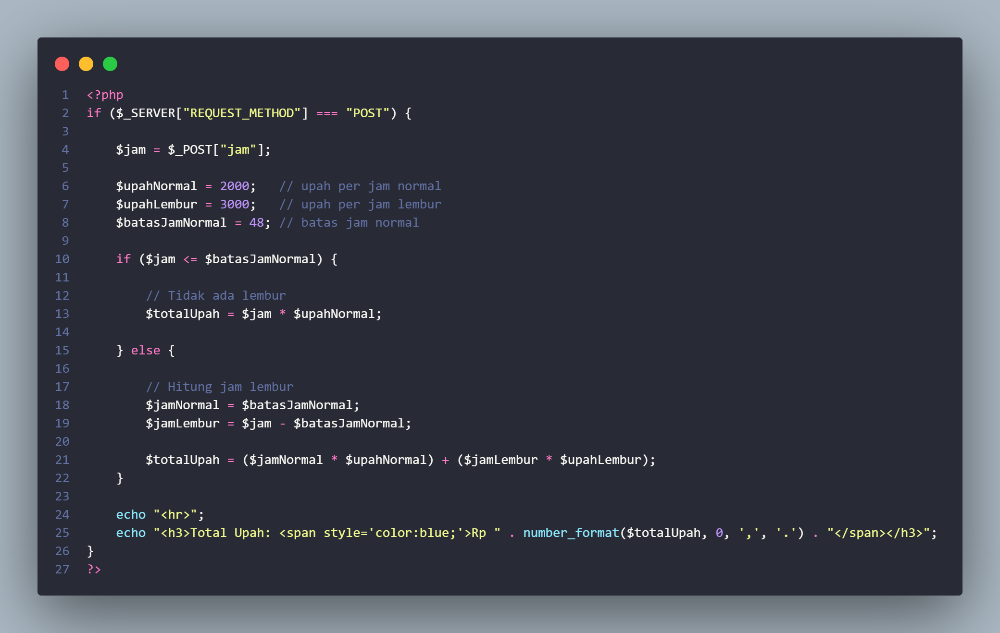 1 <?php
2 if ($_SERVER["REQUEST_METHOD"] === "POST") {
3
4     $jam = $_POST["jam"];
5
6     $upahNormal = 2000;   // upah per jam normal
7     $upahLembur = 3000;   // upah per jam lembur
8     $batasJamNormal = 48; // batas jam normal
9
10     if ($jam <= $batasJamNormal) {
11
12         // Tidak ada lembur
13         $totalUpah = $jam * $upahNormal;
14
15     } else {
16
17         // Hitung jam lembur
18         $jamNormal = $batasJamNormal;
19         $jamLembur = $jam - $batasJamNormal;
20
21         $totalUpah = ($jamNormal * $upahNormal) + ($jamLembur * $upahLembur);
22     }
23
24     echo "<hr>";
25     echo "<h3>Total Upah: <span style='color:blue;'>Rp " . number_format($totalUpah, 0, ',', '.') . "</span></h3>";
26 }
27 ?>